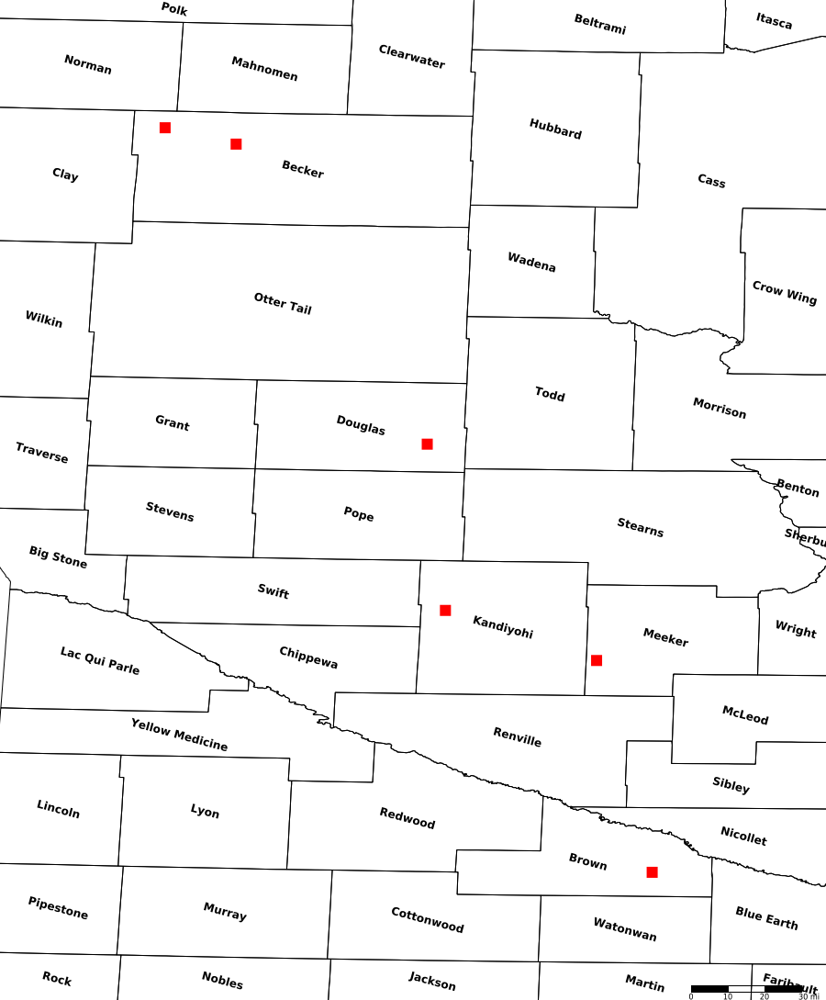 Polk
Beltrami
Itasca
Clearwater
Norman
Mahnomen
Hubbard
Becker
Clay
Cass
Wadena
Crow Wing
Otter Tail
Wilkin
Todd
Morrison
Grant
Douglas
Traverse
Benton
Stevens
Pope
Stearns
Sherbu
Big Stone
Swift
Kandiyohi
Meeker
Wright
Lac Qui Parle
Chippewa
McLeod
Yellow Medicine
Renville
Sibley
Lincoln
Lyon
Redwood
Nicollet
Brown
Pipestone
Murray
Cottonwood
Watonwan
Blue Earth
Rock
Nobles
Jackson
Martin
Faribault
0 10 20 30 mi